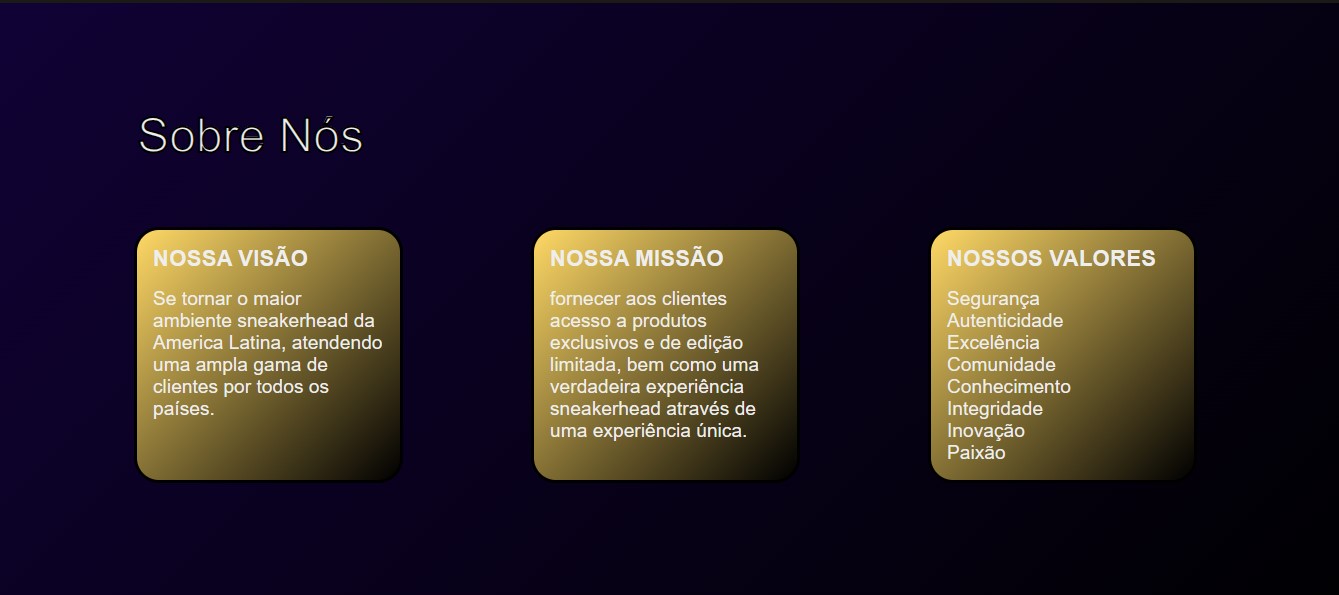 Sobre Nós
NOSSA VISÃO
Se tornar o maior
ambiente sneakerhead da
America Latina, atendendo
uma ampla gama de
clientes por todos os
países.
NOSSA MISSÃO
fornecer aos clientes
acesso a produtos
exclusivos e de edição
limitada, bem como uma
verdadeira experiência
sneakerhead através de
uma experiência única.
NOSSOS VALORES
Segurança
Autenticidade
Excelência
Comunidade
Conhecimento
Integridade
Inovação
Paixão